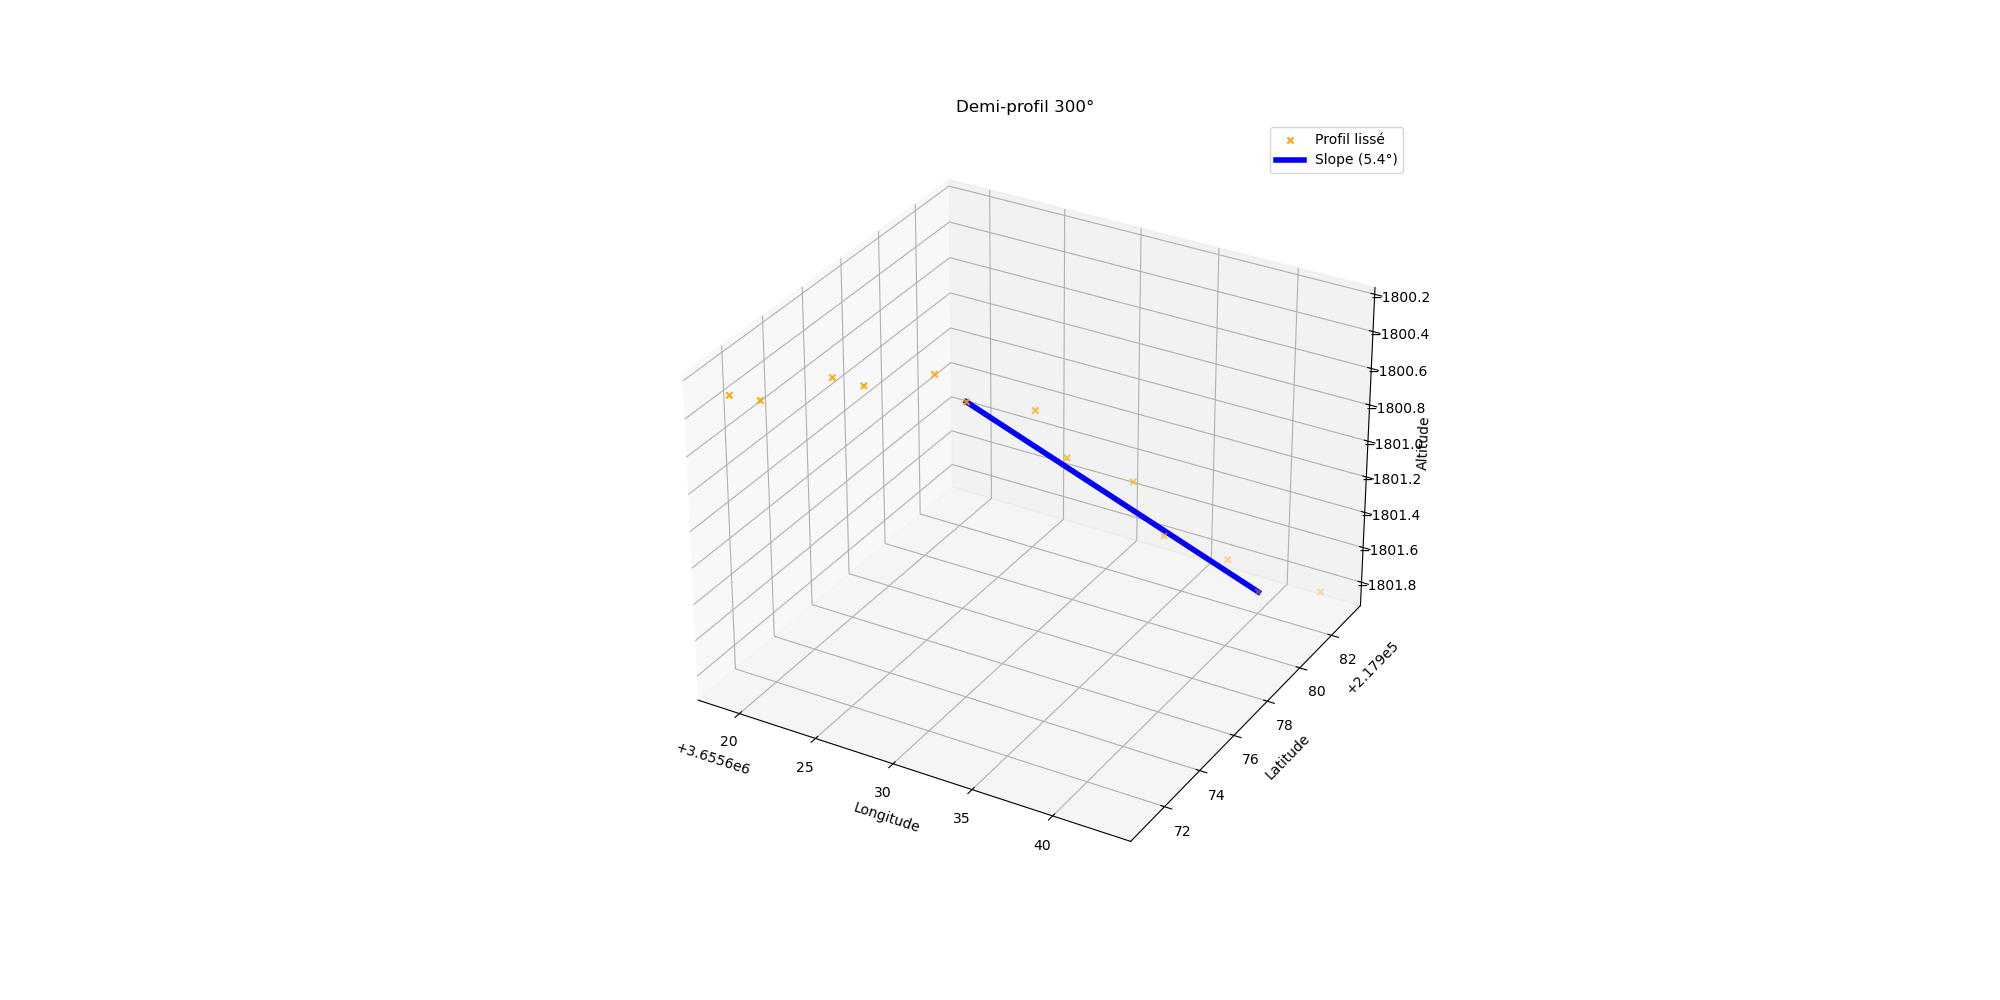 Demi-profil 300°
Profil lissé
Slope (5.4°)
−1800.2
−1800.4
−1800.6
−1800.8
−1801.0
−1801.2
−1801.4
−1801.6
−1801.8
Altitude
82
80
78
76
74
72
+2.179e5
Latitude
20
25
30
35
40
+3.6556e6
Longitude